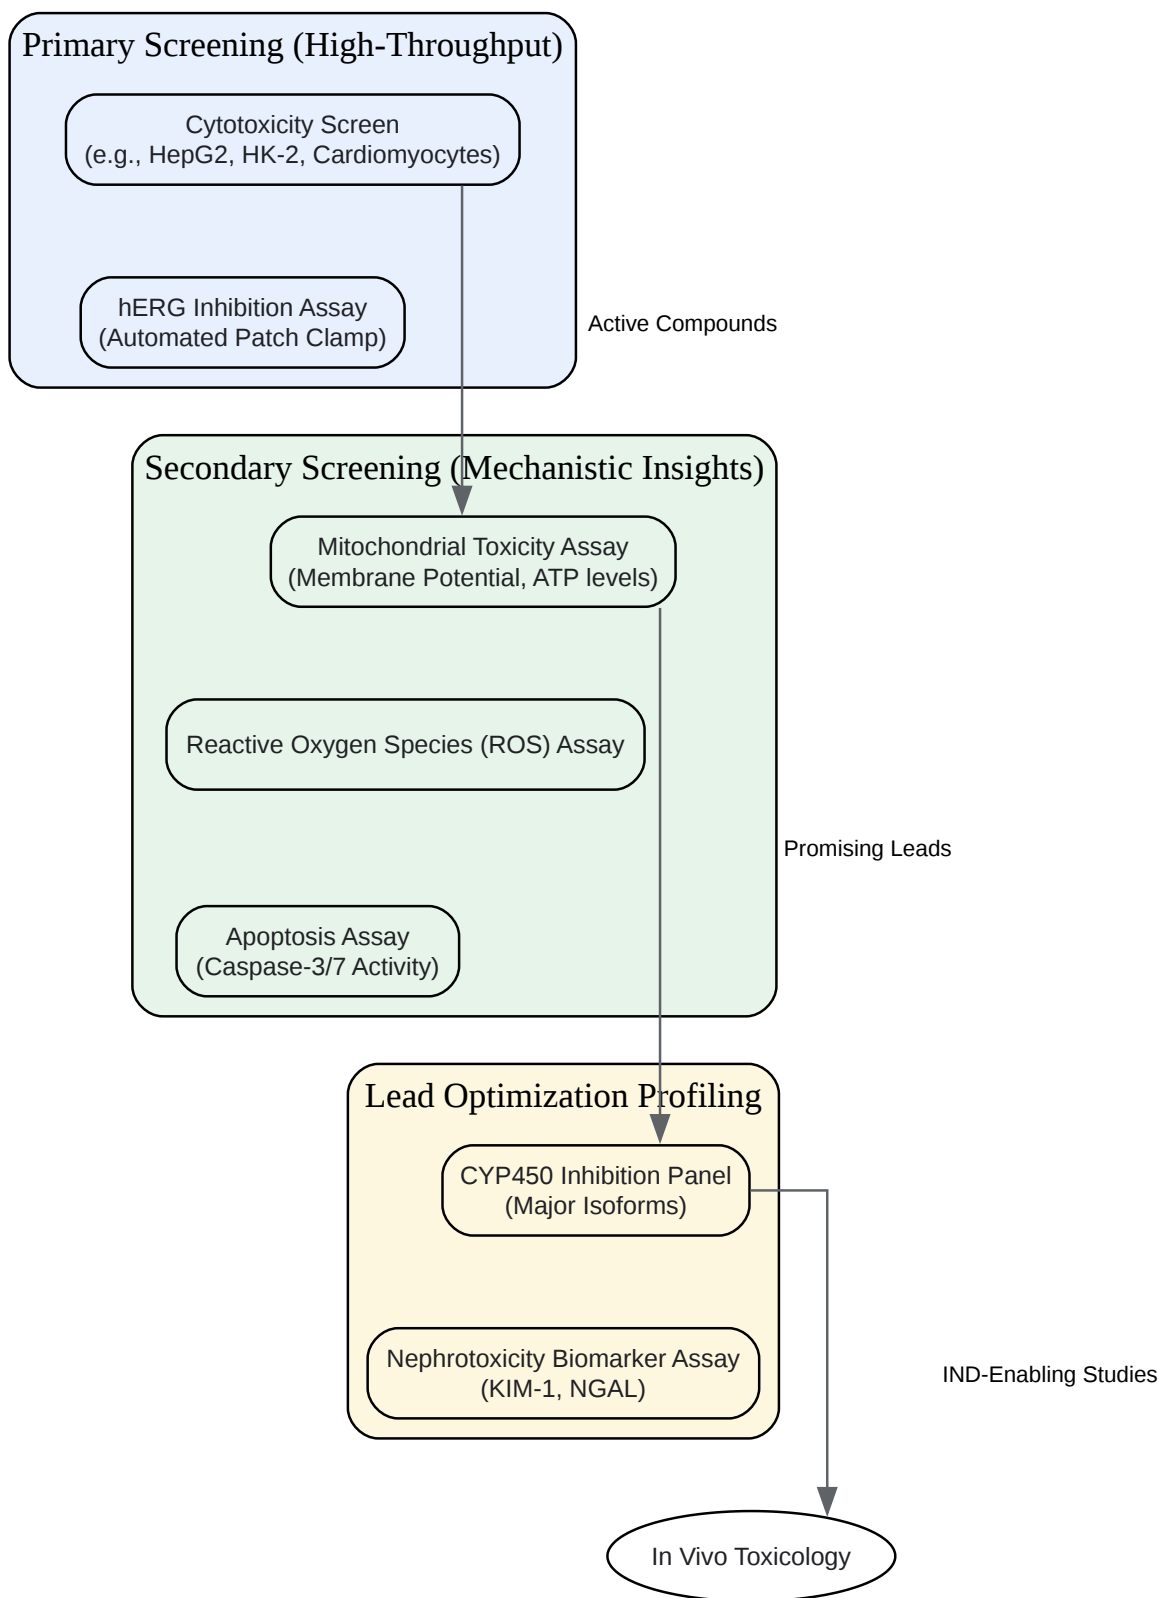 Primary Screening (High-Throughput)
Cytotoxicity Screen
(e.g., HepG2, HK-2, Cardiomyocytes)
hERG Inhibition Assay
(Automated Patch Clamp)
Active Compounds
Secondary Screening (Mechanistic Insights)
Mitochondrial Toxicity Assay
(Membrane Potential, ATP levels)
Reactive Oxygen Species (ROS) Assay
Promising Leads
Apoptosis Assay
(Caspase-3/7 Activity)
Lead Optimization Profiling
CYP450 Inhibition Panel
(Major Isoforms)
Nephrotoxicity Biomarker Assay
(KIM-1, NGAL)
IND-Enabling Studies
In Vivo Toxicology